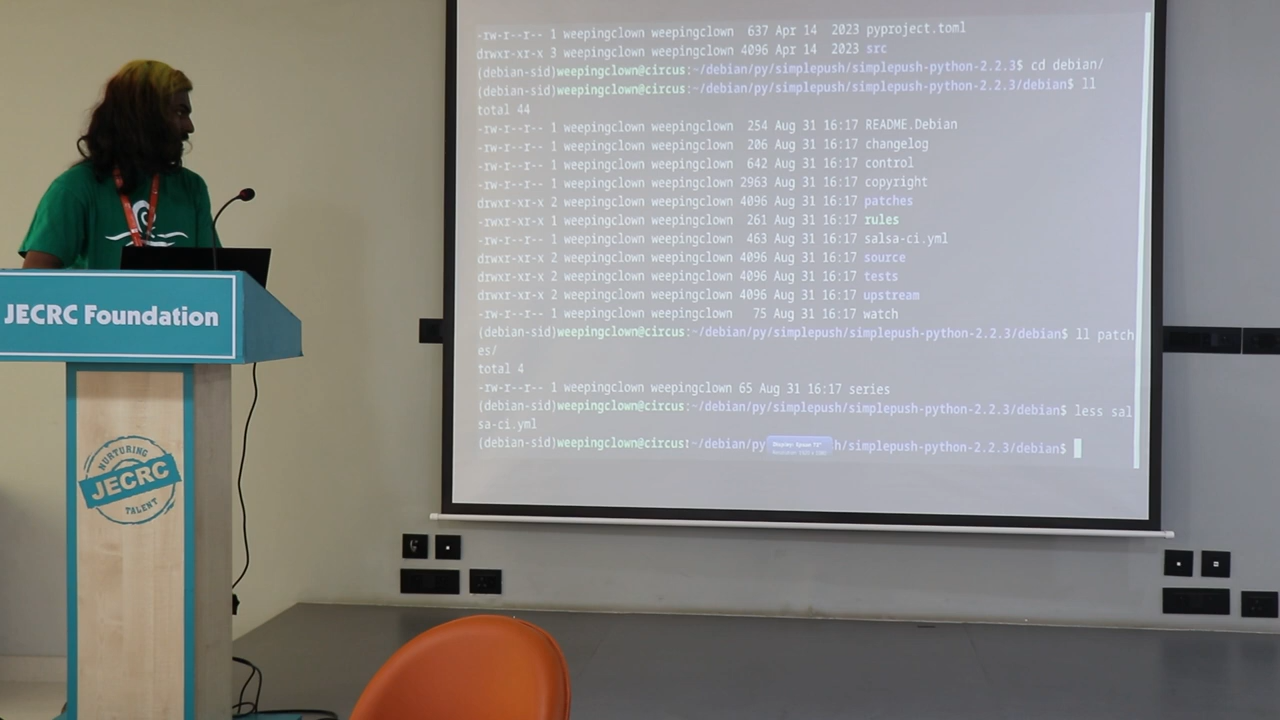 -rw-r--r-- 1 weepingclown weepingclown  637 Apr 14  2023 pyproject.toml
drwxr-xr-x 3 weepingclown weepingclown 4096 Apr 14  2023 src
(debian-sid)weepingclown@circus:~/debian/py/simplepush/simplepush-python-2.2.3$ cd debian/
(debian-sid)weepingclown@circus:~/debian/py/simplepush/simplepush-python-2.2.3/debian$ ll
total 44
-rw-r--r-- 1 weepingclown weepingclown  254 Aug 31 16:17 README.Debian
-rw-r--r-- 1 weepingclown weepingclown  206 Aug 31 16:17 changelog
-rw-r--r-- 1 weepingclown weepingclown  642 Aug 31 16:17 control
-rw-r--r-- 1 weepingclown weepingclown 2963 Aug 31 16:17 copyright
drwxr-xr-x 2 weepingclown weepingclown 4096 Aug 31 16:17 patches
-rwxr-xr-x 1 weepingclown weepingclown  261 Aug 31 16:17 rules
-rw-r--r-- 1 weepingclown weepingclown  463 Aug 31 16:17 salsa-ci.yml
drwxr-xr-x 2 weepingclown weepingclown 4096 Aug 31 16:17 source
drwxr-xr-x 2 weepingclown weepingclown 4096 Aug 31 16:17 tests
drwxr-xr-x 2 weepingclown weepingclown 4096 Aug 31 16:17 upstream
-rw-r--r-- 1 weepingclown weepingclown   75 Aug 31 16:17 watch
(debian-sid)weepingclown@circus:~/debian/py/simplepush/simplepush-python-2.2.3/debian$ ll patch
es/
total 4
-rw-r--r-- 1 weepingclown weepingclown 65 Aug 31 16:17 series
(debian-sid)weepingclown@circus:~/debian/py/simplepush/simplepush-python-2.2.3/debian$ less sal
sa-ci.yml
(debian-sid)weepingclown@circus:~/debian/py h/simplepush-python-2.2.3/debian$
JECRC Foundation
NURTURING
JECRC
TALENT